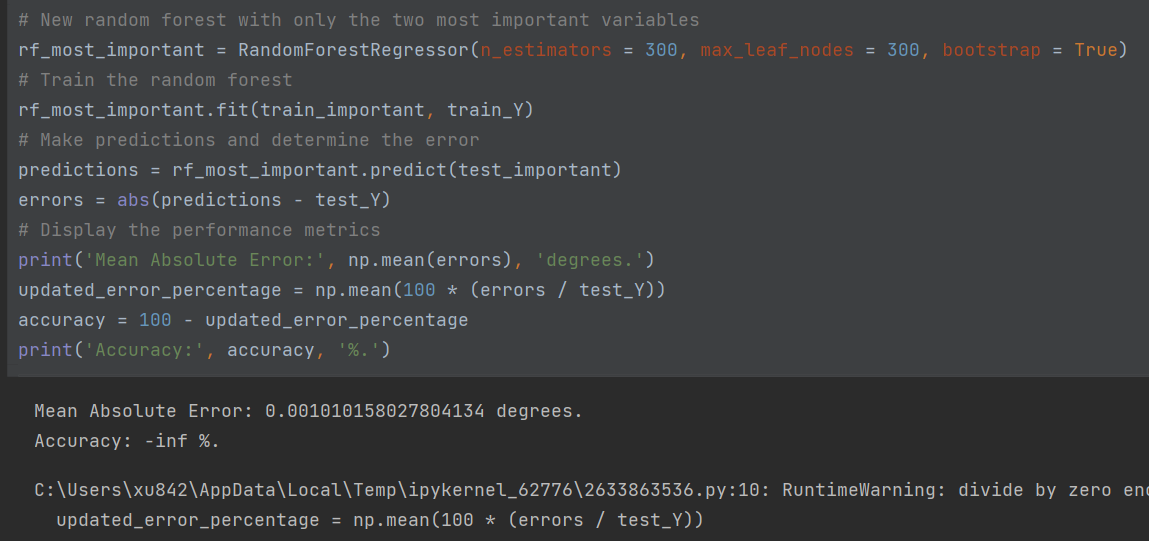 # New random forest with only the two most important variables
rf_most_important = RandomForestRegressor(n_estimators = 300, max_leaf_nodes = 300, bootstrap = True)
# Train the random forest
rf_most_important.fit(train_important, train_Y)
# Make predictions and determine the error
predictions = rf_most_important.predict(test_important)
errors = abs(predictions - test_Y)
# Display the performance metrics
print('Mean Absolute Error:', np.mean(errors), 'degrees.')
updated_error_percentage = np.mean(100 * (errors / test_Y))
accuracy = 100 - updated_error_percentage
print('Accuracy:', accuracy, '%.')
Mean Absolute Error: 0.001010158027804134 degrees.
Accuracy: -inf %.
C:\Users\xu842\AppData\Local\Temp\ipykernel_62776\2633863536.py:10: RuntimeWarning: divide by zero enc
updated_error_percentage = np.mean(100 * (errors / test_Y))